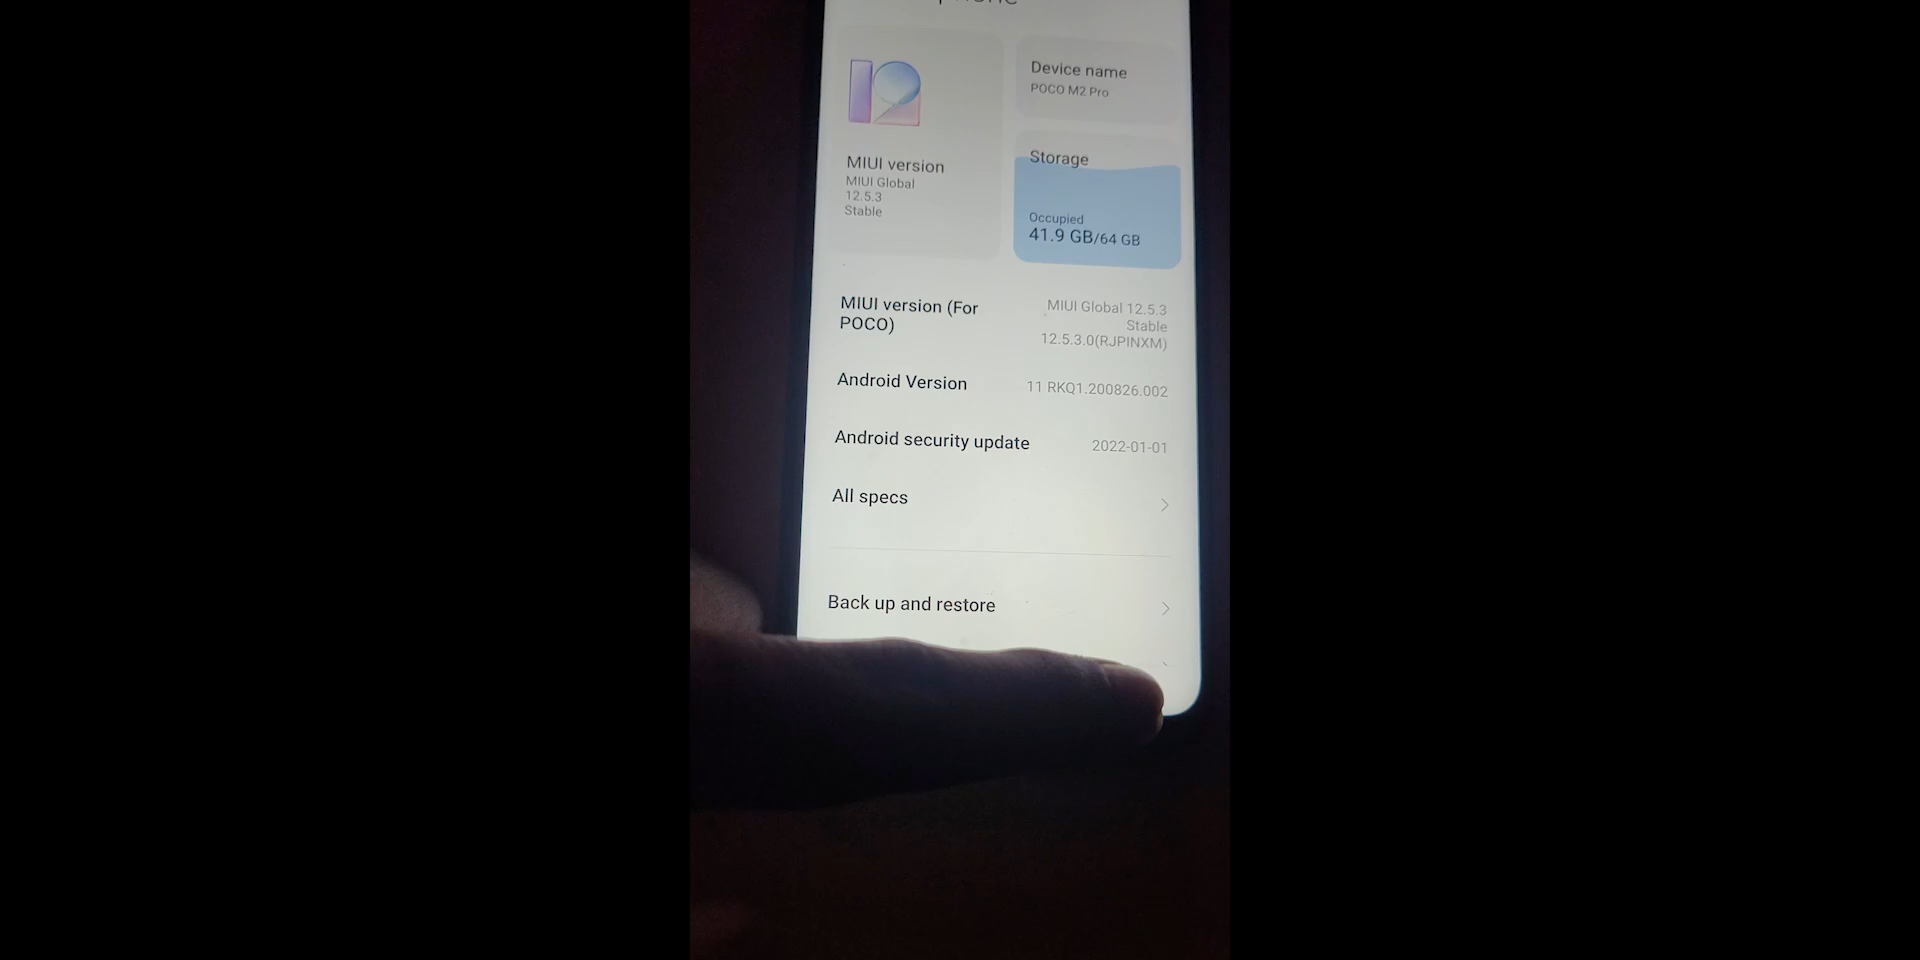 12
Device name
POCO M2 Pro
MIUI version
MIUI Global
12.5.3
Stable
Storage
Occupied
41.9 GB/64 GB
MIUI version (For
POCO)
MIUI Global 12.5.3
Stable
12.5.3.0(RJPINXM)
Android Version
11 RKQ1.200826.002
Android security update
2022-01-01
All specs
Back up and restore